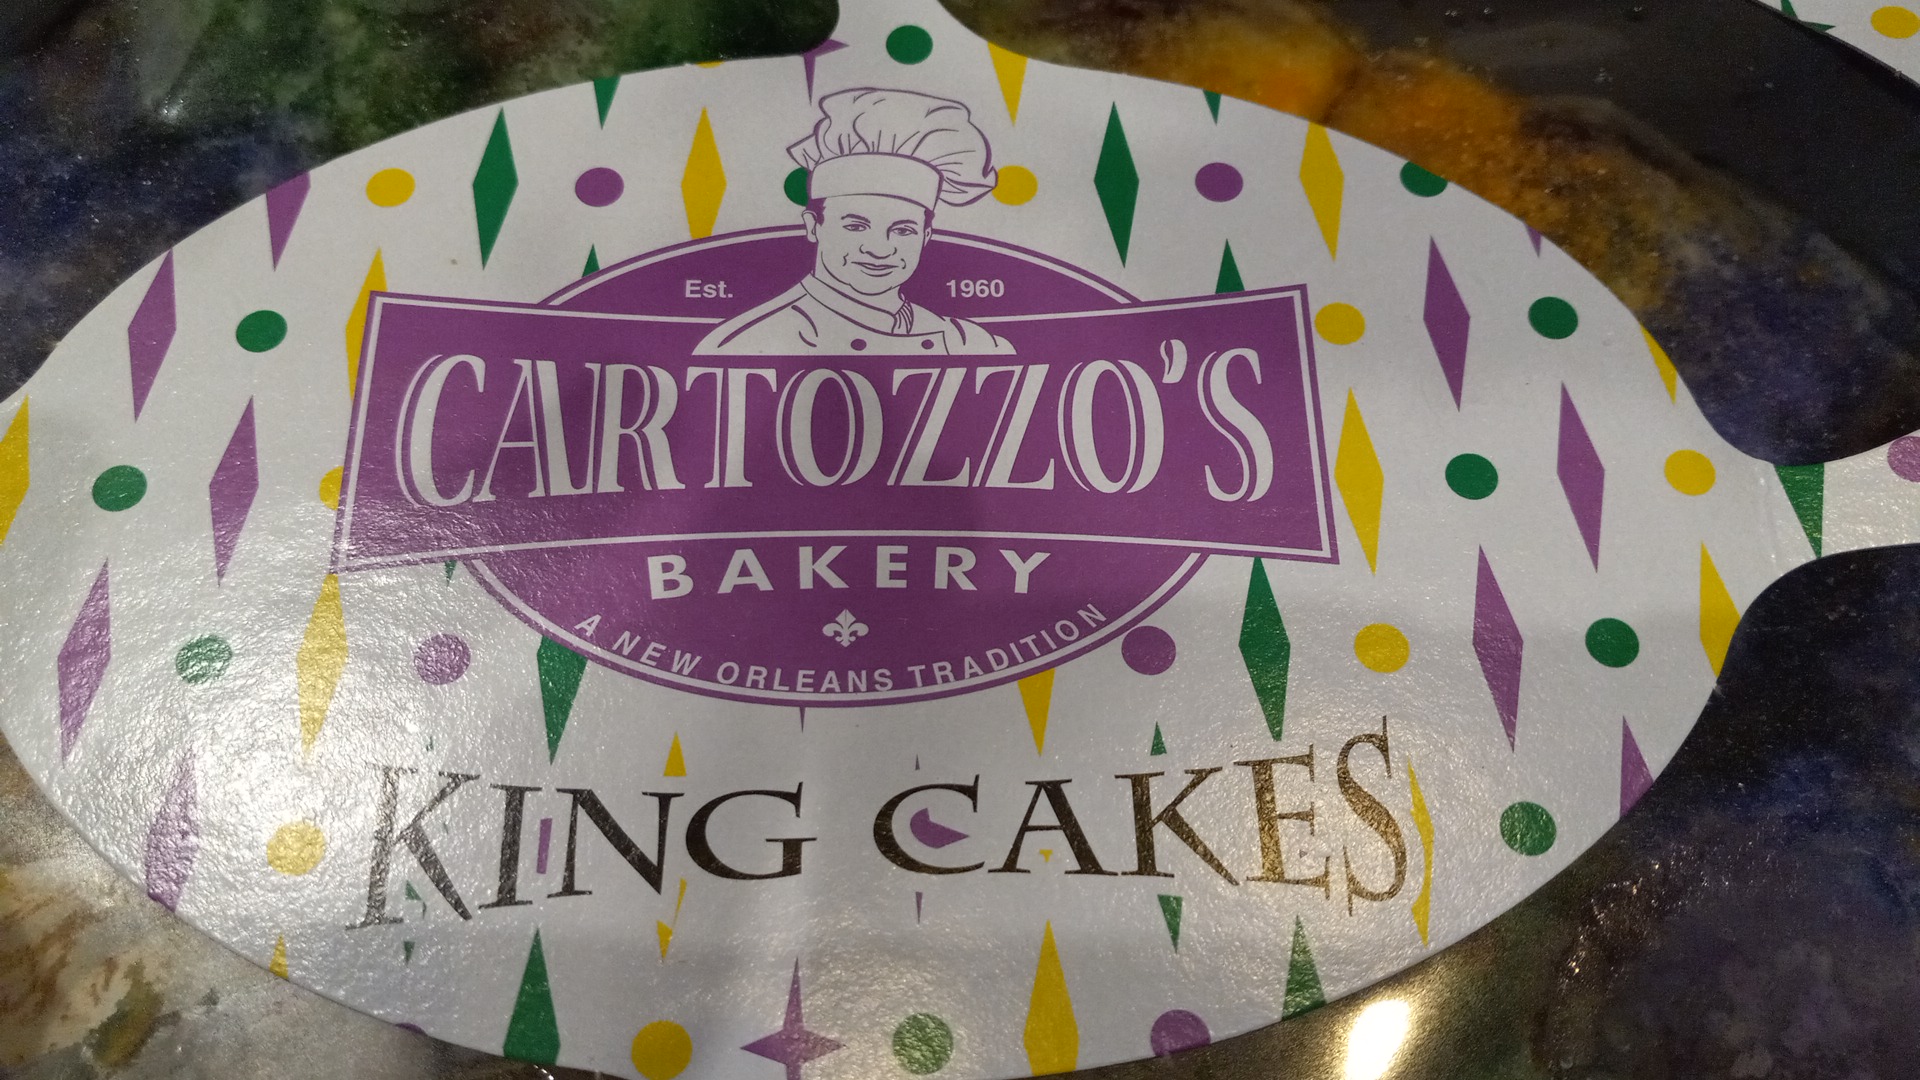 Est. 1960
CARTOZZO'S
BAKERY
A NEW ORLEANS TRADITION
KING CAKES